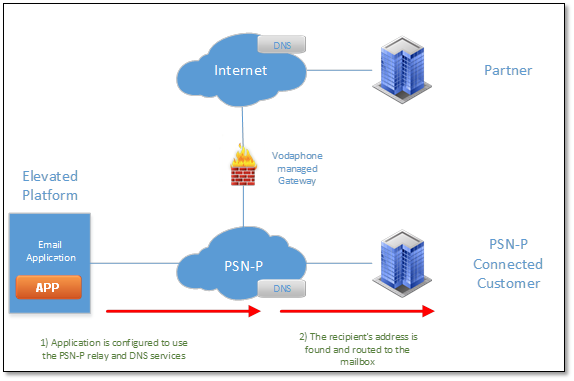 DNS
Internet
Partner
Vodaphone
managed
Gateway
Elevated
Platform
Email
Application
APP
PSN-P
DNS
PSN-P
Connected
Customer
1) Application is configured to use
the PSN-P relay and DNS services
2) The recipient's address is
found and routed to the
mailbox